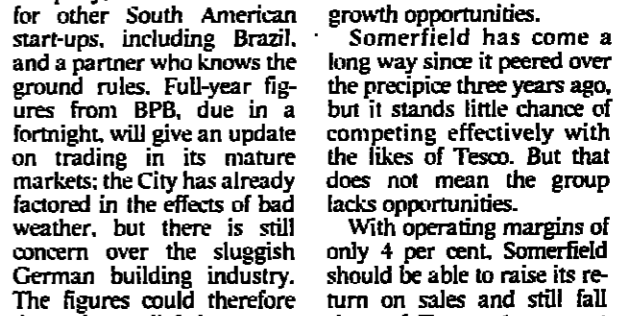 for other South American
start-ups, including Brazil,
and a partner who knows the
ground rules. Full-year fig-
ures from BPB, due in a
fortnight, will give an update
on trading in its mature
markets; the City has already
factored in the effects of bad
weather, but there is still
concern over the sluggish
German building industry.
The figures could therefore
growth opportunities.
Somerfield has come a
long way since it peered over
the precipice three years ago,
but it stands little chance of
competing effectively with
the likes of Tesco. But that
does not mean the group
lacks opportunities.
With operating margins of
only 4 per cent, Somerfield
should be able to raise its re-
turn on sales and still fall